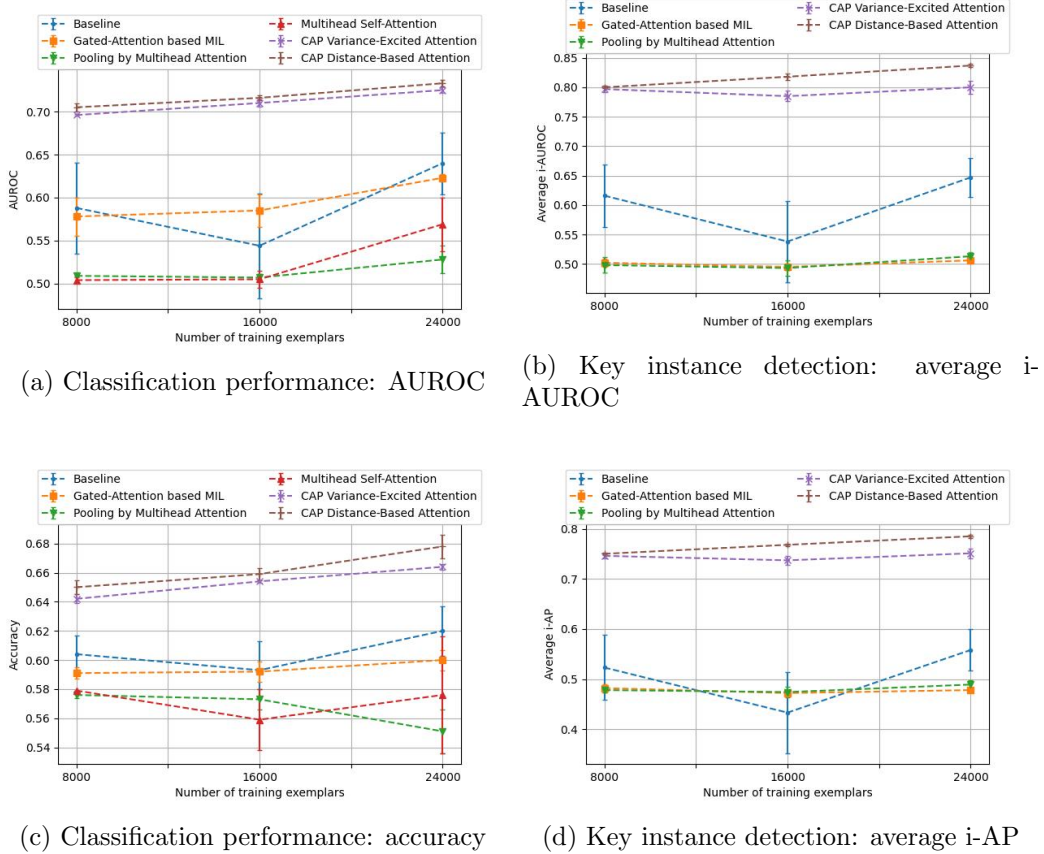 Baseline
Gated-Attention based MIL
Pooling by Multihead Attention
Multihead Self-Attention
CAP Variance-Excited Attention
CAP Distance-Based Attention
0.70
0.65
0.60
0.55
0.50
AUROC
8000
16000
24000
Number of training exemplars
(a) Classification performance: AUROC
Baseline
Gated-Attention based MIL
Pooling by Multihead Attention
CAP Variance-Excited Attention
CAP Distance-Based Attention
0.85
0.80
0.75
0.70
0.65
0.60
0.55
0.50
0.45
Average i-AUROC
8000
16000
24000
Number of training exemplars
(b) Key instance detection: average i-
AUROC
Baseline
Gated-Attention based MIL
Pooling by Multihead Attention
Multihead Self-Attention
CAP Variance-Excited Attention
CAP Distance-Based Attention
0.68
0.66
0.64
0.62
0.60
0.58
0.56
0.54
Accuracy
8000
16000
24000
Number of training exemplars
(c) Classification performance: accuracy
Baseline
Gated-Attention based MIL
Pooling by Multihead Attention
CAP Variance-Excited Attention
CAP Distance-Based Attention
0.8
0.7
0.6
0.5
0.4
Average i-AP
8000
16000
24000
Number of training exemplars
(d) Key instance detection: average i-AP